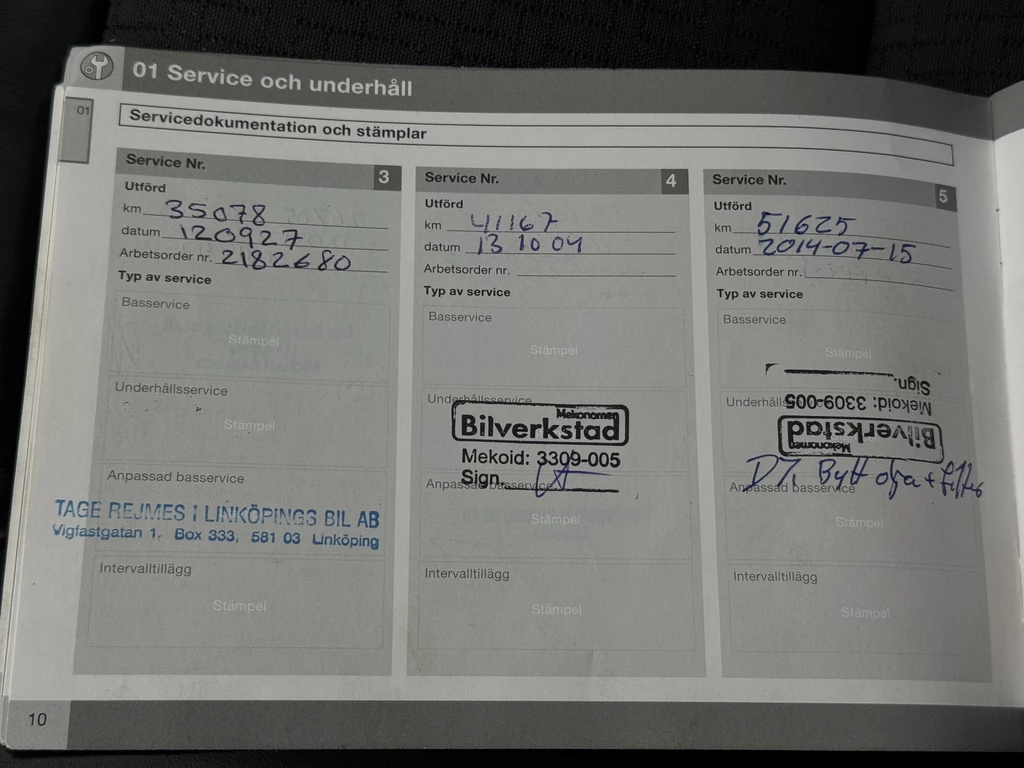 01 Service och underhåll
01
Servicedokumentation och stämplar
Service Nr. 3
Utförd
km 35078
datum 120927
Arbetsorder nr. 2182680
Typ av service
Basservice
Stämpel
Underhållsservice
Stämpel
Anpassad basservice
TAGE REJMES I LINKÖPINGS BIL AB
Vigfastgatan 1, Box 333, 581 03 Linköping
Intervalltillägg
Stämpel
Service Nr. 4
Utförd
km 41167
datum 13 10 04
Arbetsorder nr.
Typ av service
Basservice
Stämpel
Underhållsservice
Mekonomen
Bilverkstad
Mekoid: 3309-005
Sign.
Anpassad basservice
Stämpel
Intervalltillägg
Stämpel
Service Nr. 5
Utförd
km 51625
datum 2014-07-15
Arbetsorder nr.
Typ av service
Basservice
Stämpel
Sign.
Mekoid: 3309-005
Underhålls
Bilverkstad
Mekonomen
Bytt olja + filter
Anpassad basservice
Stämpel
Intervalltillägg
Stämpel
10